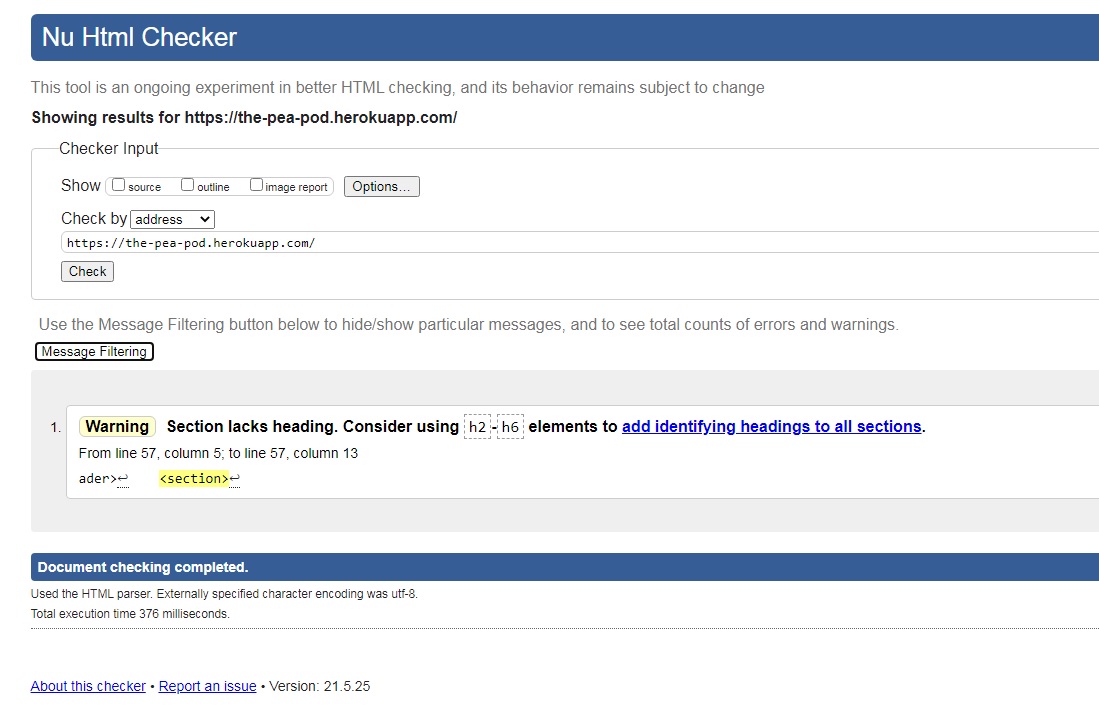 Nu Html Checker
This tool is an ongoing experiment in better HTML checking, and its behavior remains subject to change
Showing results for https://the-pea-pod.herokuapp.com/
Checker Input
Show source outline image report Options...
Check by address
https://the-pea-pod.herokuapp.com/
Check
Use the Message Filtering button below to hide/show particular messages, and to see total counts of errors and warnings.
Message Filtering
1. Warning Section lacks heading. Consider using h2-h6 elements to add identifying headings to all sections.
From line 57, column 5; to line 57, column 13
ader>↩ <section>↩
Document checking completed.
Used the HTML parser. Externally specified character encoding was utf-8.
Total execution time 376 milliseconds.
About this checker • Report an issue • Version: 21.5.25